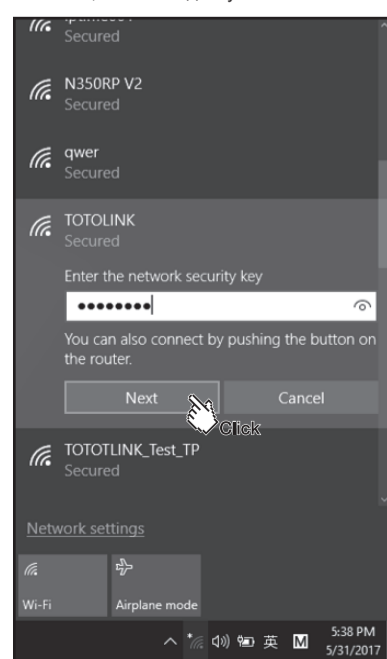 Secured
N350RP V2
Secured
qwer
Secured
TOTOLINK
Secured
Enter the network security key
●●●●●●●●
You can also connect by pushing the button on
the router.
Next
Cancel
Click
TOTOTLINK_Test_TP
Secured
Network settings
Wi-Fi
Airplane mode
英
M
5:38 PM
5/31/2017